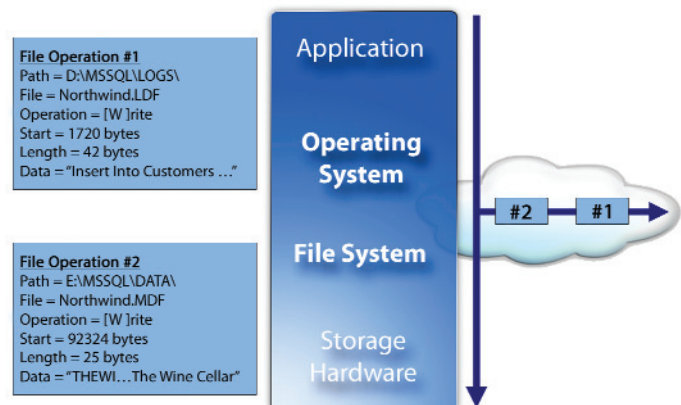 File Operation #1
Path = D:\MSSQL\LOGS\
File = Northwind.LDF
Operation = [W ]rite
Start = 1720 bytes
Length = 42 bytes
Data = "Insert Into Customers ..."
File Operation #2
Path = E:\MSSQL\DATA\
File = Northwind.MDF
Operation = [W ]rite
Start = 92324 bytes
Length = 25 bytes
Data = "THEWI...The Wine Cellar"
Application
Operating
System
File System
Storage
Hardware
#2 #1